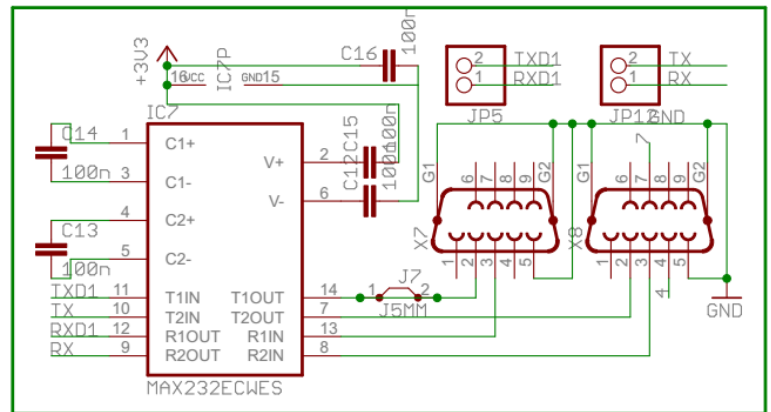 +3V3
C16
100n
16 VCC
IC7P
GND 15
2 TXD1
1 RXD1
JP5
2 TX
1 RX
JP12
GND
IC7
C14
100n
1 C1+
3 C1-
4 C2+
5 C2-
C13
100n
V+ 2
V- 6
C15
100n
C12
100n
G1
6
7
8
9
G2
X7
1
2
3
4
5
G1
7
6
7
8
9
G2
X8
1
2
3
4
5
4
GND
TXD1 11 T1IN
TX 10 T2IN
RXD1 12 R1OUT
RX 9 R2OUT
T1OUT 14
T2OUT 7
R1IN 13
R2IN 8
1 J7 2
J5MM
MAX232ECWES